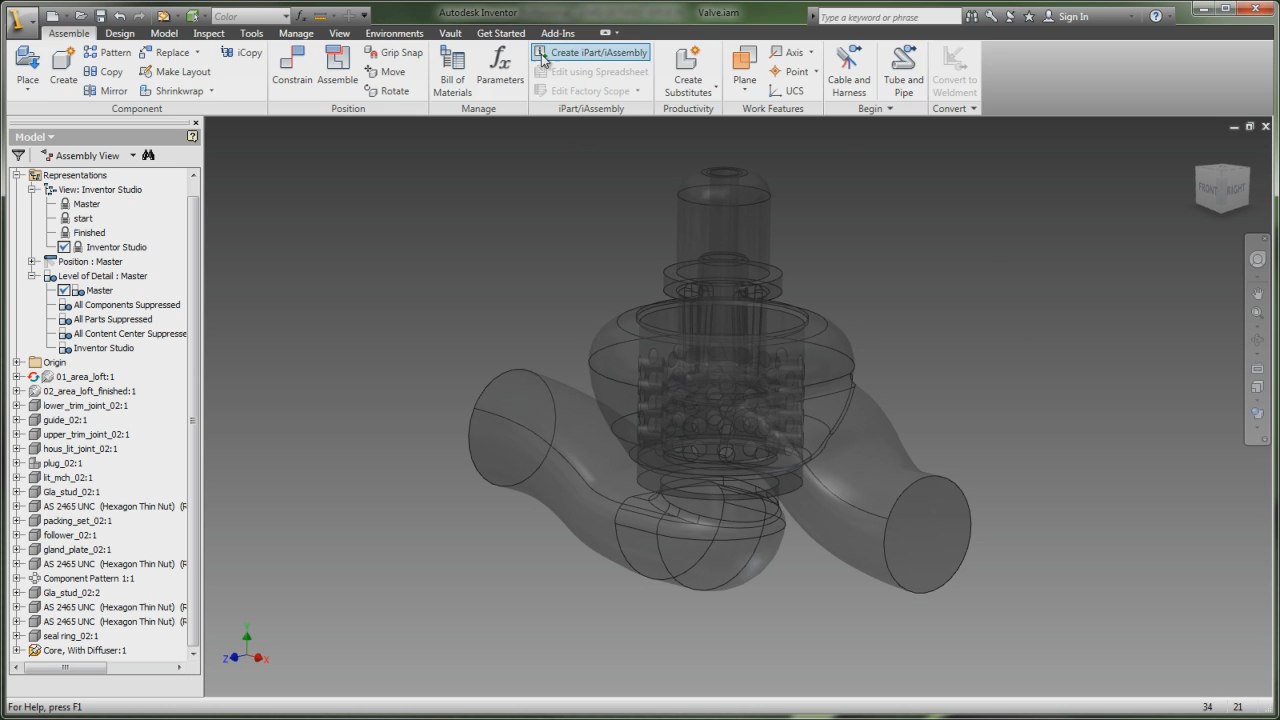 Color Autodesk Inventor Valve.iam Type a keyword or phrase Sign In
Assemble Design Model Inspect Tools Manage View Environments Vault Get Started Add-Ins
Place
Create
Pattern
Copy
Mirror
Replace
Make Layout
Shrinkwrap
iCopy
Component
Constrain
Assemble
Grip Snap
Move
Rotate
Position
Bill of
Materials
Parameters
Manage
Create iPart/iAssembly
Edit using Spreadsheet
Edit Factory Scope
iPart/iAssembly
Create
Substitutes
Productivity
Plane
Axis
Point
UCS
Work Features
Cable and
Harness
Tube and
Pipe
Begin
Convert to
Weldment
Convert
Model
Assembly View
Representations
View: Inventor Studio
Master
start
Finished
Inventor Studio
Position : Master
Level of Detail : Master
Master
All Components Suppressed
All Parts Suppressed
All Content Center Suppresse
Inventor Studio
Origin
01_area_loft:1
02_area_loft_finished:1
lower_trim_joint_02:1
guide_02:1
upper_trim_joint_02:1
hous_lit_joint_02:1
plug_02:1
lit_mch_02:1
Gla_stud_02:1
AS 2465 UNC (Hexagon Thin Nut) (R
packing_set_02:1
follower_02:1
gland_plate_02:1
AS 2465 UNC (Hexagon Thin Nut) (R
Component Pattern 1:1
Gla_stud_02:2
AS 2465 UNC (Hexagon Thin Nut) (R
AS 2465 UNC (Hexagon Thin Nut) (R
seal ring_02:1
Core, With Diffuser:1
FRONT RIGHT
Y
Z X
For Help, press F1 34 21